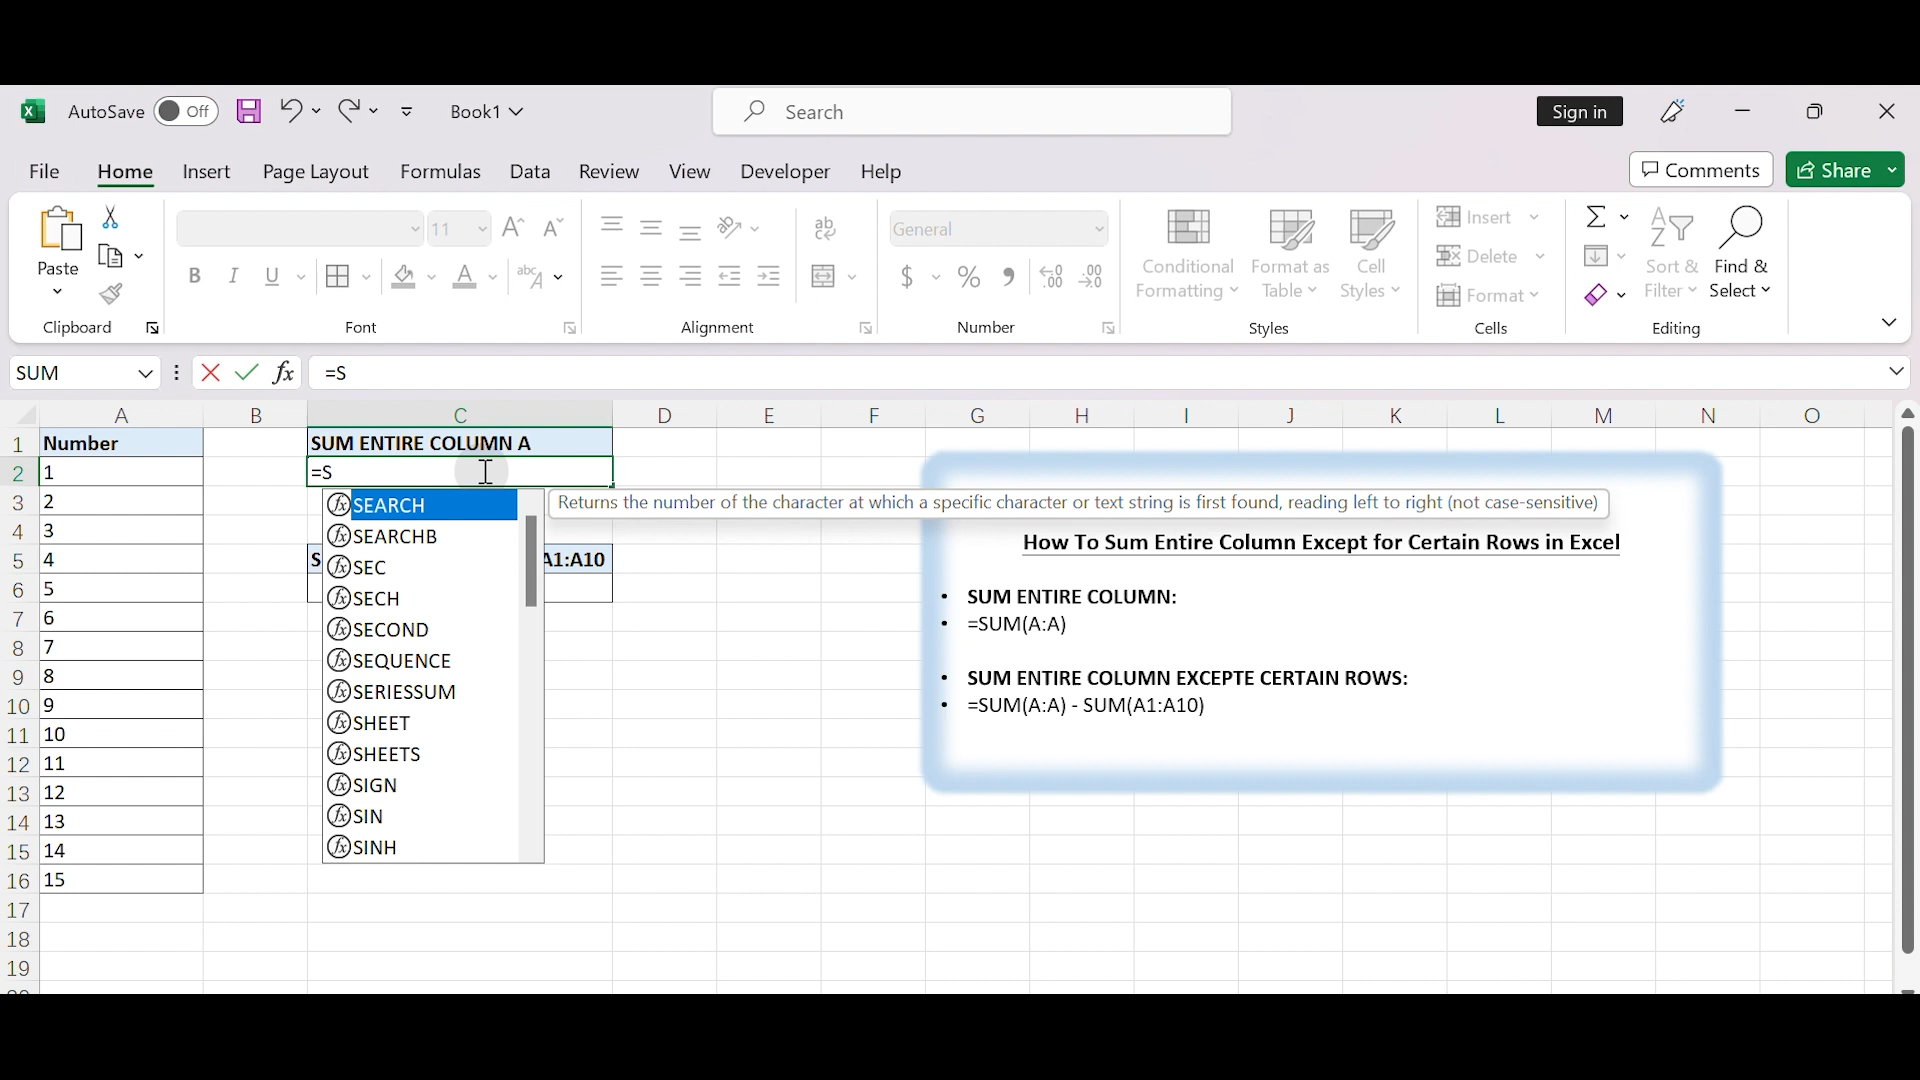 AutoSave Off Book1 Search Sign in
File Home Insert Page Layout Formulas Data Review View Developer Help Comments Share
Paste
Clipboard
11
B I U
Font
ab
Alignment
General
$ % 9
Number
Conditional Formatting
Format as Table
Cell Styles
Styles
Insert
Delete
Format
Cells
Sort & Filter
Find & Select
Editing
SUM fx =S
A B C D E F G H I J K L M N O
1 Number SUM ENTIRE COLUMN A
2 1 =S
3 2
4 3
5 4 S A1:A10
6 5
7 6
8 7
9 8
10 9
11 10
12 11
13 12
14 13
15 14
16 15
17
18
19
SEARCH
SEARCHB
SEC
SECH
SECOND
SEQUENCE
SERIESSUM
SHEET
SHEETS
SIGN
SIN
SINH
Returns the number of the character at which a specific character or text string is first found, reading left to right (not case-sensitive)
How To Sum Entire Column Except for Certain Rows in Excel
• SUM ENTIRE COLUMN:
• =SUM(A:A)
• SUM ENTIRE COLUMN EXCEPTE CERTAIN ROWS:
• =SUM(A:A) - SUM(A1:A10)